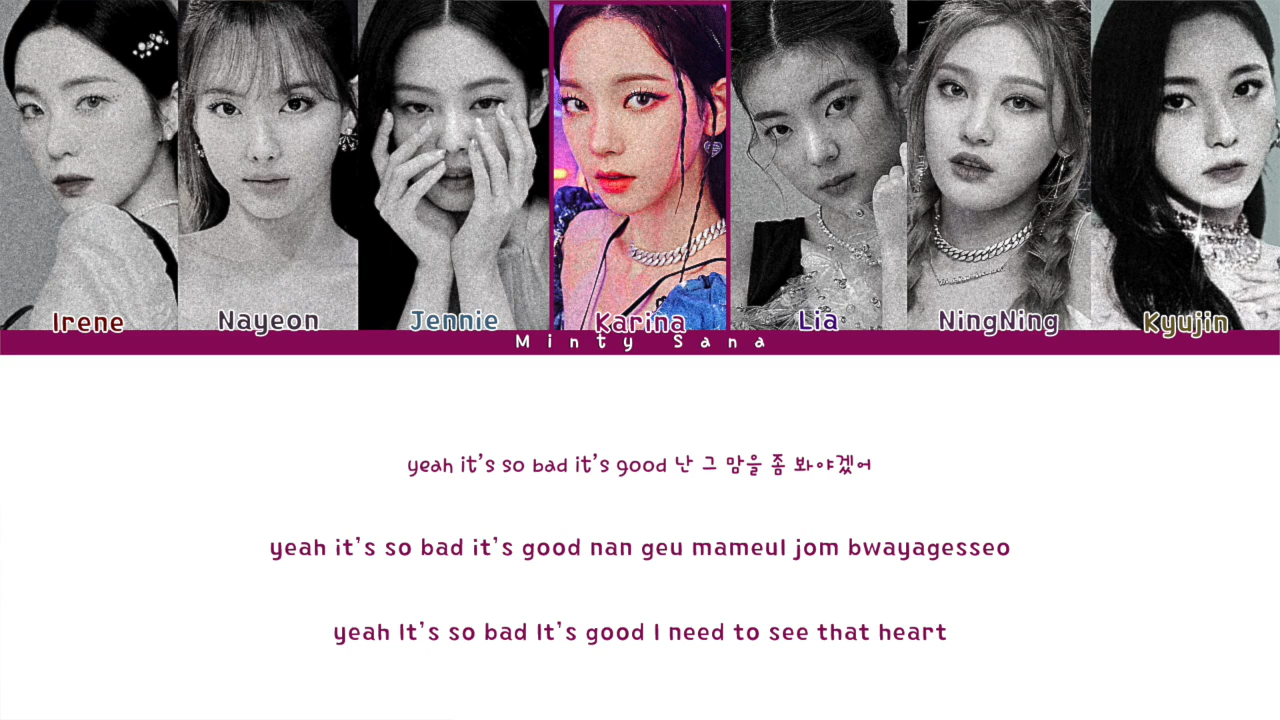 Irene Nayeon Jennie Karina Lia NingNing Kyujin
Minty Sana
yeah it's so bad it's good 난 그 맘을 좀 봐야겠어
yeah it's so bad it's good nan geu mameul jom bwayagesseo
yeah It's so bad It's good I need to see that heart